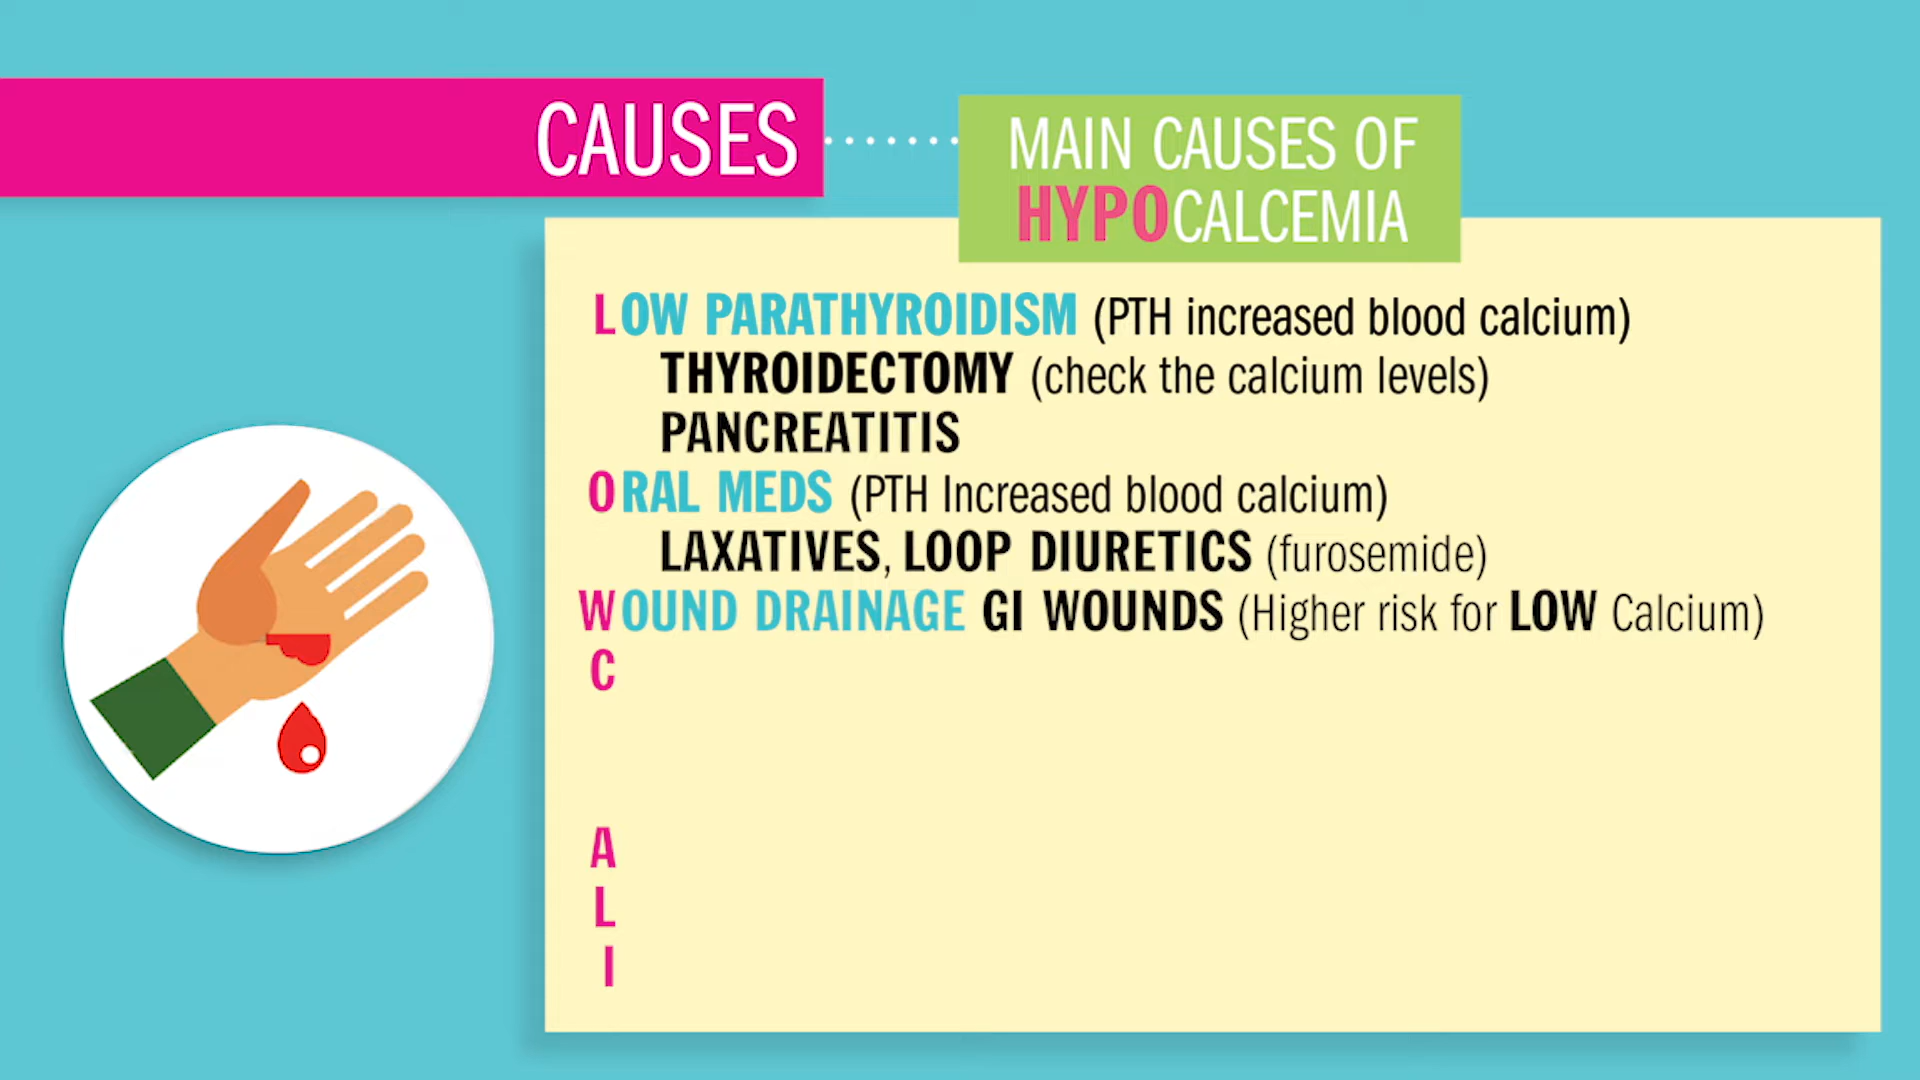 CAUSES
MAIN CAUSES OF
HYPOCALCEMIA
LOW PARATHYROIDISM (PTH increased blood calcium)
THYROIDECTOMY (check the calcium levels)
PANCREATITIS
ORAL MEDS (PTH Increased blood calcium)
LAXATIVES, LOOP DIURETICS (furosemide)
WOUND DRAINAGE GI WOUNDS (Higher risk for LOW Calcium)
C
A
L
I